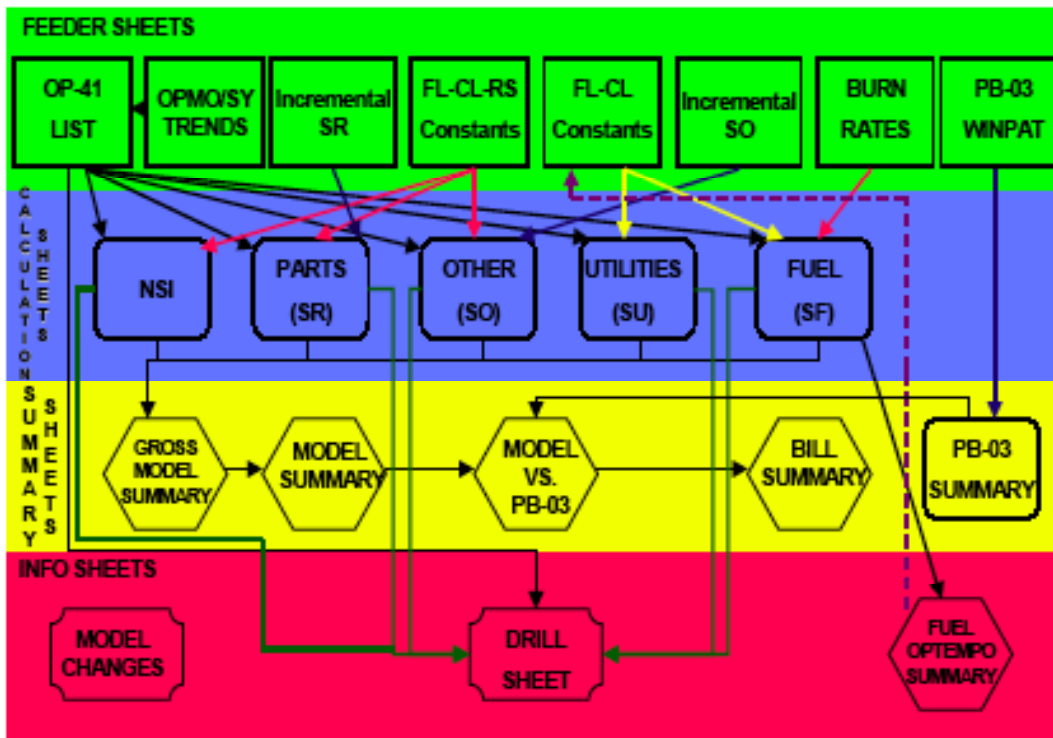 FEEDER SHEETS
OP-41
LIST
OPMO/SY
TRENDS
Incremental
SR
FL-CL-RS
Constants
FL-CL
Constants
Incremental
SO
BURN
RATES
PB-03
WINPAT
CALCULATION
SHEETS
NSI
PARTS
(SR)
OTHER
(SO)
UTILITIES
(SU)
FUEL
(SF)
SUMMARY
SHEETS
GROSS
MODEL
SUMMARY
MODEL
SUMMARY
MODEL
VS.
PB-03
BILL
SUMMARY
PB-03
SUMMARY
INFO SHEETS
MODEL
CHANGES
DRILL
SHEET
FUEL
OPTEMPO
SUMMARY